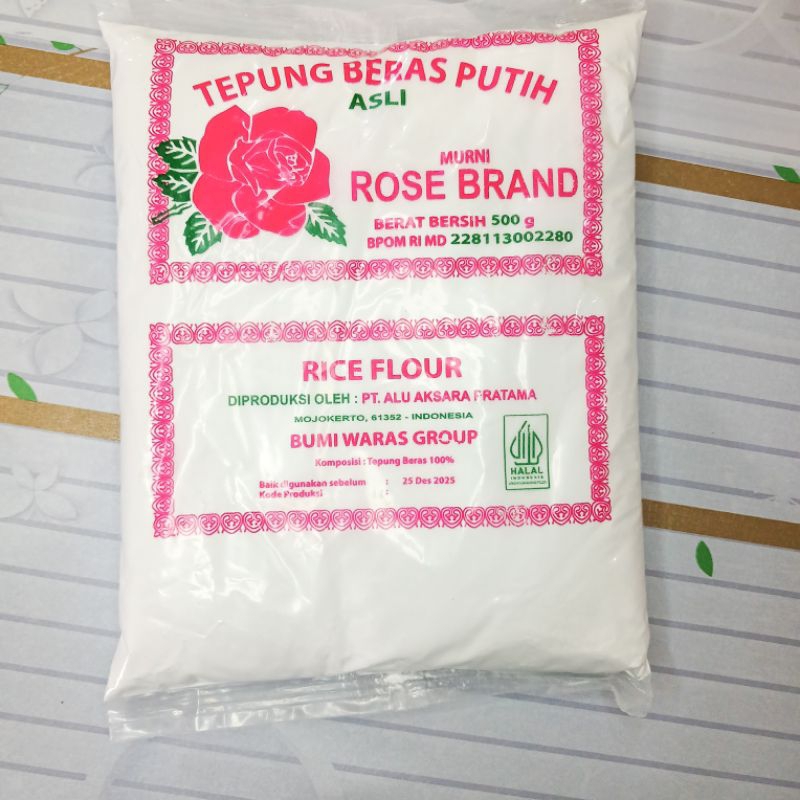 TEPUNG BERAS PUTIH
ASLI
MURNI
ROSE BRAND
BERAT BERSIH 500 g
BPOM RI MD 228113002280
RICE FLOUR
DIPRODUKSI OLEH : PT. ALU AKSARA PRATAMA
MOJOKERTO, 61352 - INDONESIA
BUMI WARAS GROUP
Komposisi : Tepung Beras 100%
Baik digunakan sebelum : 25 Des 2025
Kode Produksi :
HALAL
INDONESIA